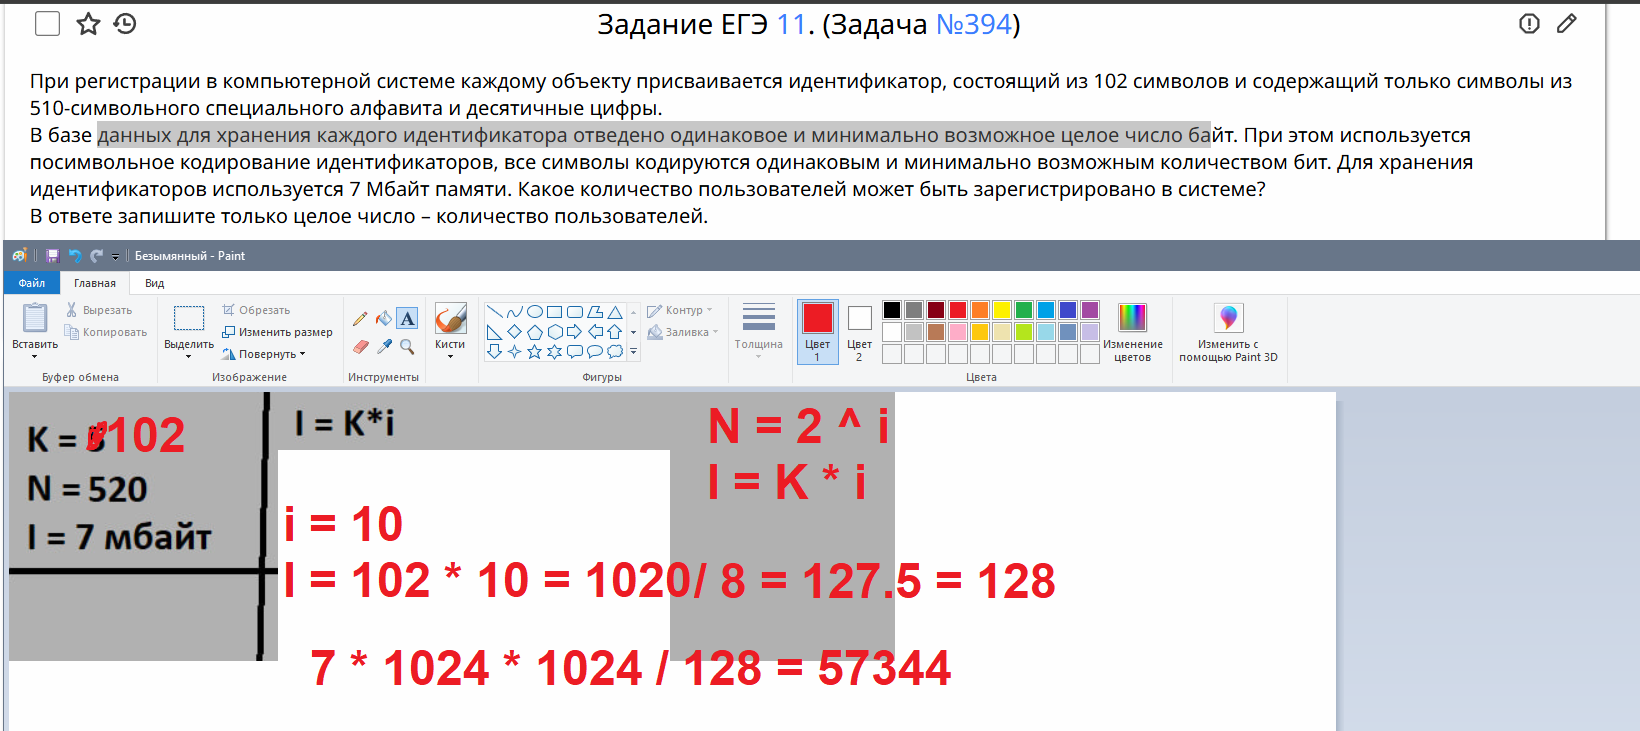 Задание ЕГЭ 11. (Задача №394)
При регистрации в компьютерной системе каждому объекту присваивается идентификатор, состоящий из 102 символов и содержащий только символы из
510-символьного специального алфавита и десятичные цифры.
В базе данных для хранения каждого идентификатора отведено одинаковое и минимально возможное целое число байт. При этом используется
посимвольное кодирование идентификаторов, все символы кодируются одинаковым и минимально возможным количеством бит. Для хранения
идентификаторов используется 7 Мбайт памяти. Какое количество пользователей может быть зарегистрировано в системе?
В ответе запишите только целое число – количество пользователей.
Безымянный - Paint
Файл Главная Вид
Вставить
Вырезать
Копировать
Буфер обмена
Выделить
Обрезать
Изменить размер
Повернуть
Изображение
A
Инструменты
Кисти
Контур
Заливка
Фигуры
Толщина
Цвет 1
Цвет 2
Изменение цветов
Цвета
Изменить с помощью Paint 3D
K = 102
N = 520
I = 7 мбайт
I = K*i
N = 2 ^ i
I = K * i
i = 10
I = 102 * 10 = 1020/ 8 = 127.5 = 128
7 * 1024 * 1024 / 128 = 57344